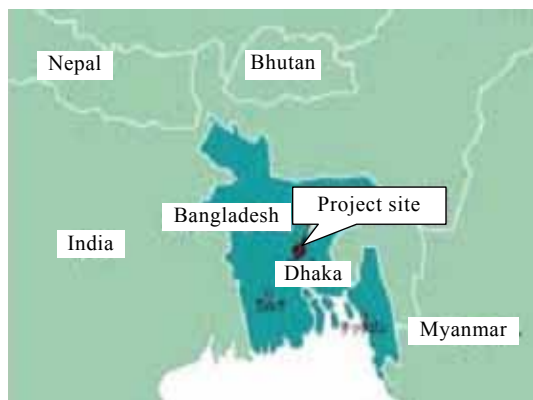 Nepal
Bhutan
Bangladesh
Project site
India
Dhaka
Myanmar